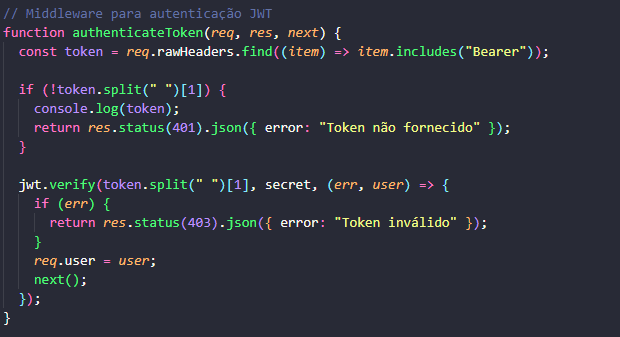 // Middleware para autenticação JWT
function authenticateToken(req, res, next) {
  const token = req.rawHeaders.find((item) => item.includes("Bearer"));

  if (!token.split(" ")[1]) {
    console.log(token);
    return res.status(401).json({ error: "Token não fornecido" });
  }

  jwt.verify(token.split(" ")[1], secret, (err, user) => {
    if (err) {
      return res.status(403).json({ error: "Token inválido" });
    }
    req.user = user;
    next();
  });
}